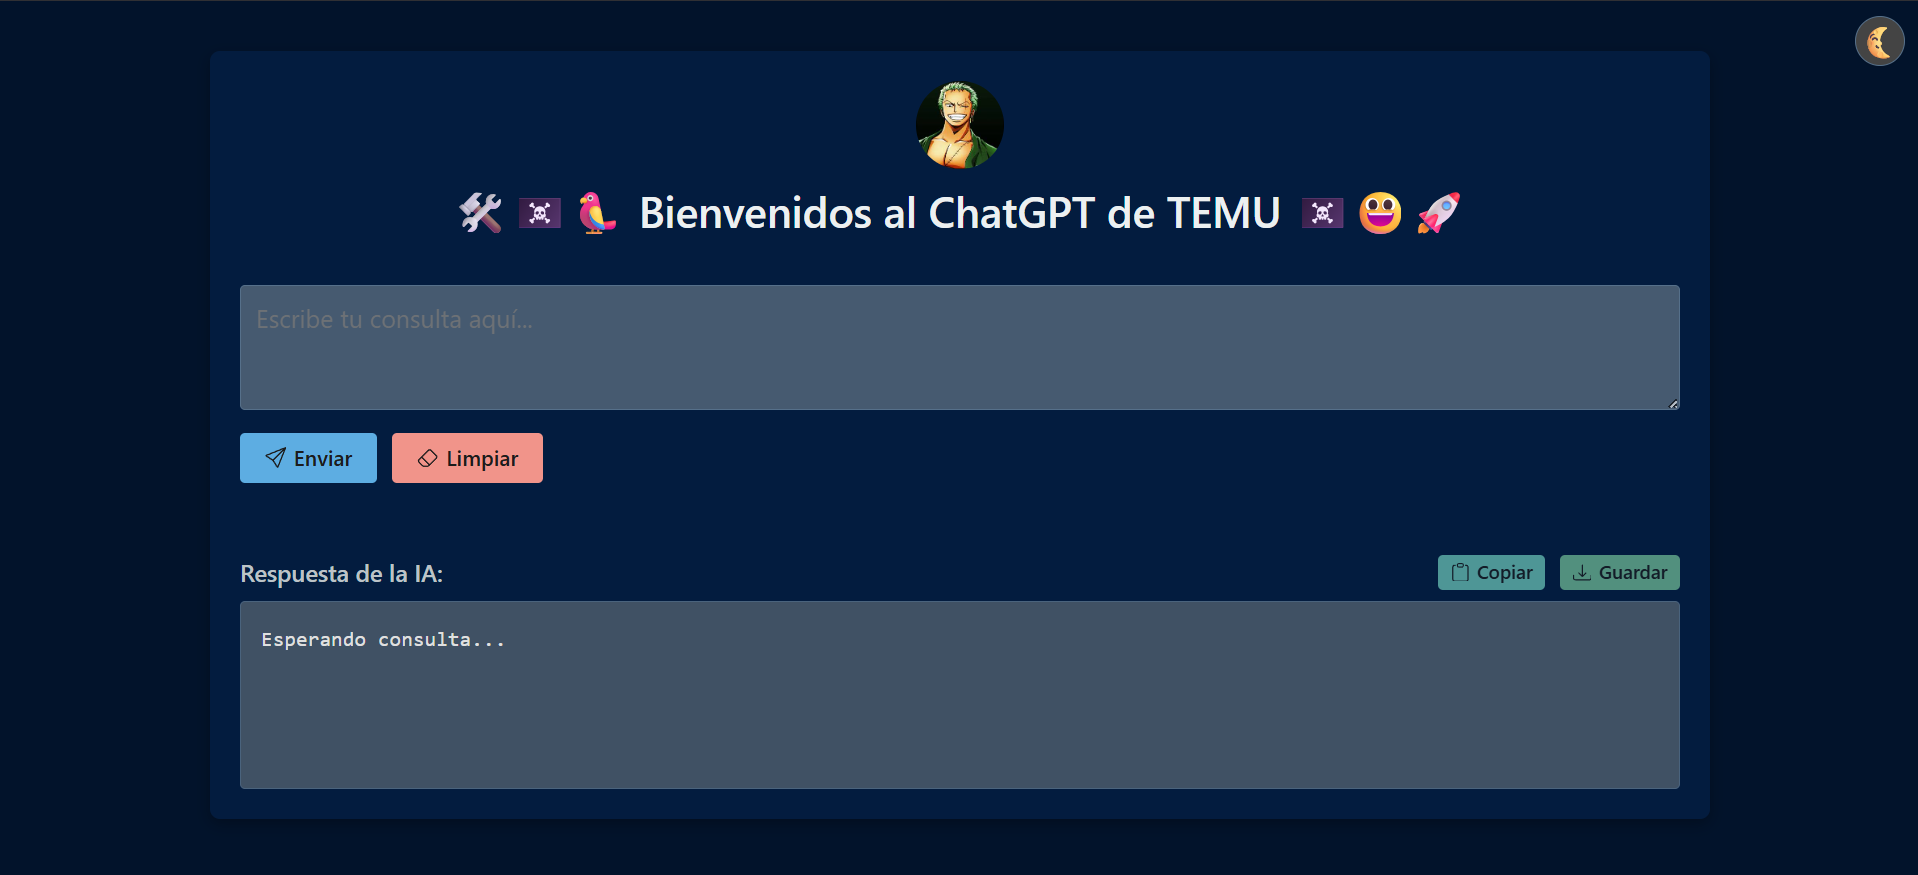 🛠️ 🏴‍☠️ 🦜 Bienvenidos al ChatGPT de TEMU 🏴‍☠️ 😃 🚀
Escribe tu consulta aquí...
Enviar
Limpiar
Respuesta de la IA:
Copiar
Guardar
Esperando consulta...